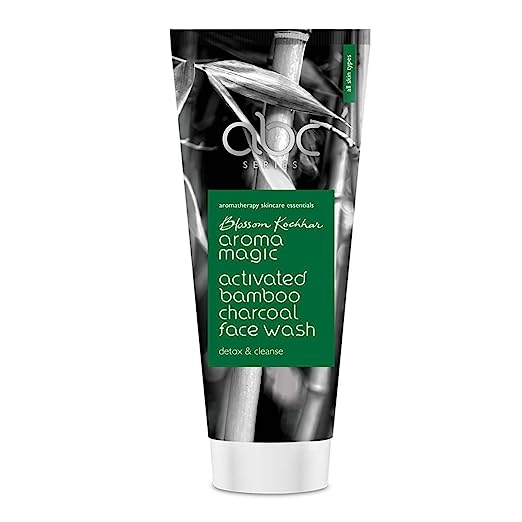 all skin types
abc
SERIES
aromatherapy skincare essentials
Blossom Kochhar
aroma
magic
activated
bamboo
charcoal
face wash
detox & cleanse